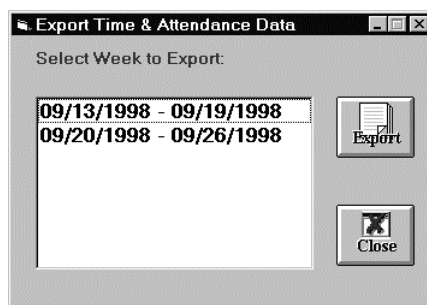 Export Time & Attendance Data
Select Week to Export:
09/13/1998 - 09/19/1998
09/20/1998 - 09/26/1998
Export
Close